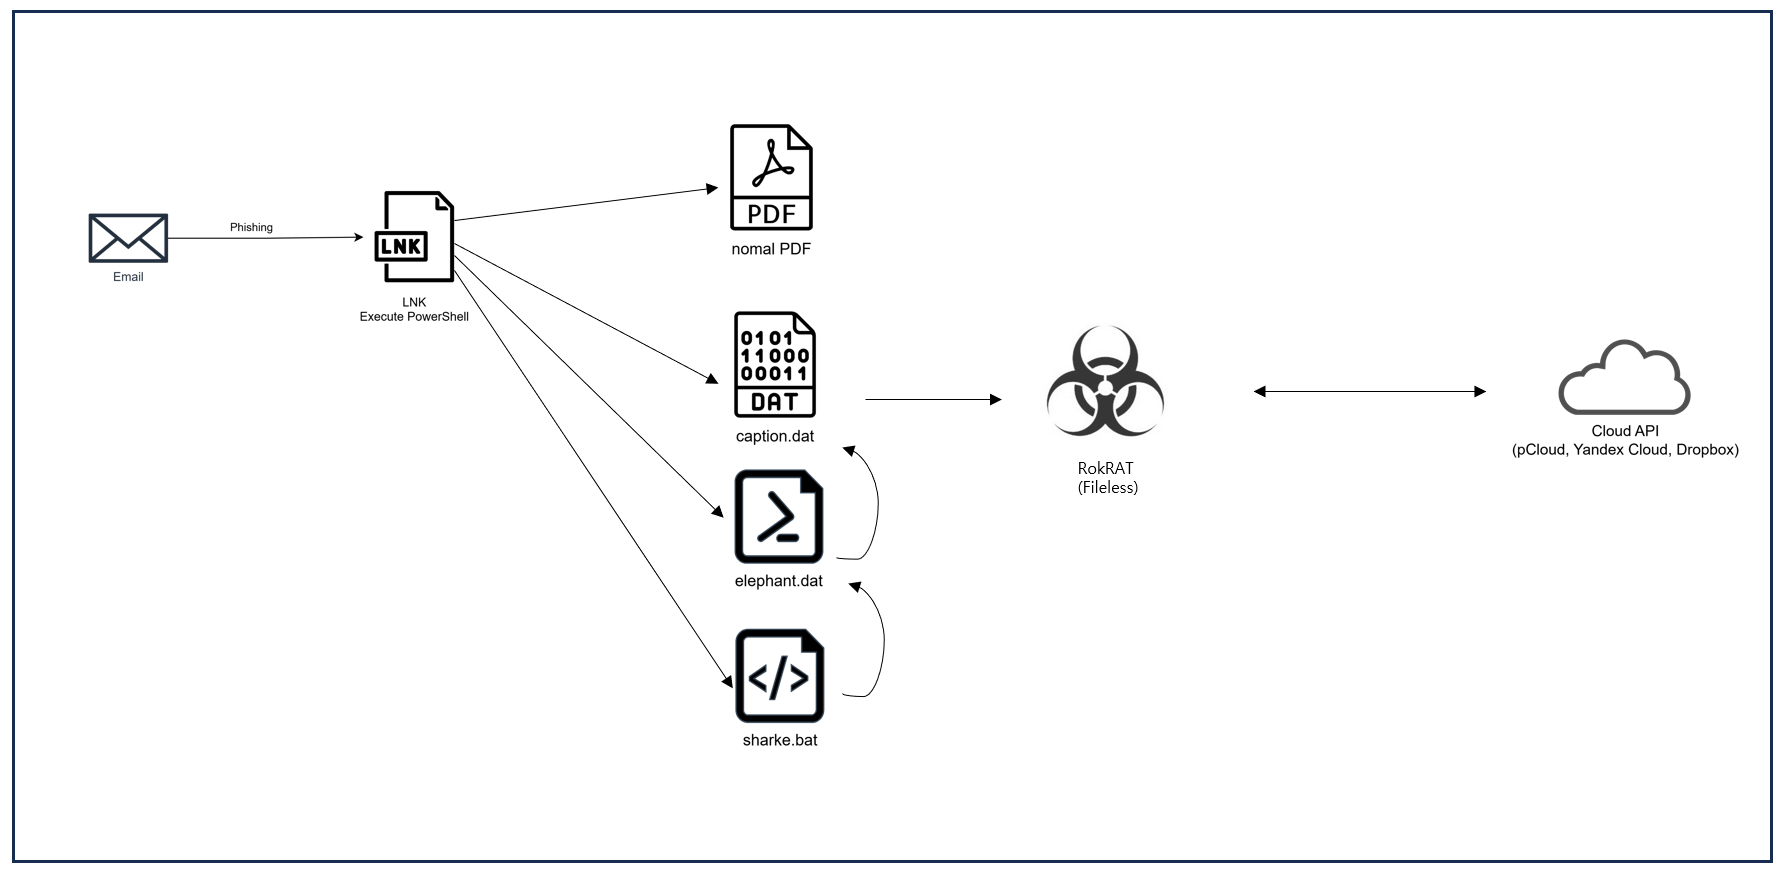 Email
Phishing
LNK
LNK
Execute PowerShell
PDF
nomal PDF
0101
11000
00011
DAT
caption.dat
elephant.dat
</>
sharke.bat
RokRAT
(Fileless)
Cloud API
(pCloud, Yandex Cloud, Dropbox)